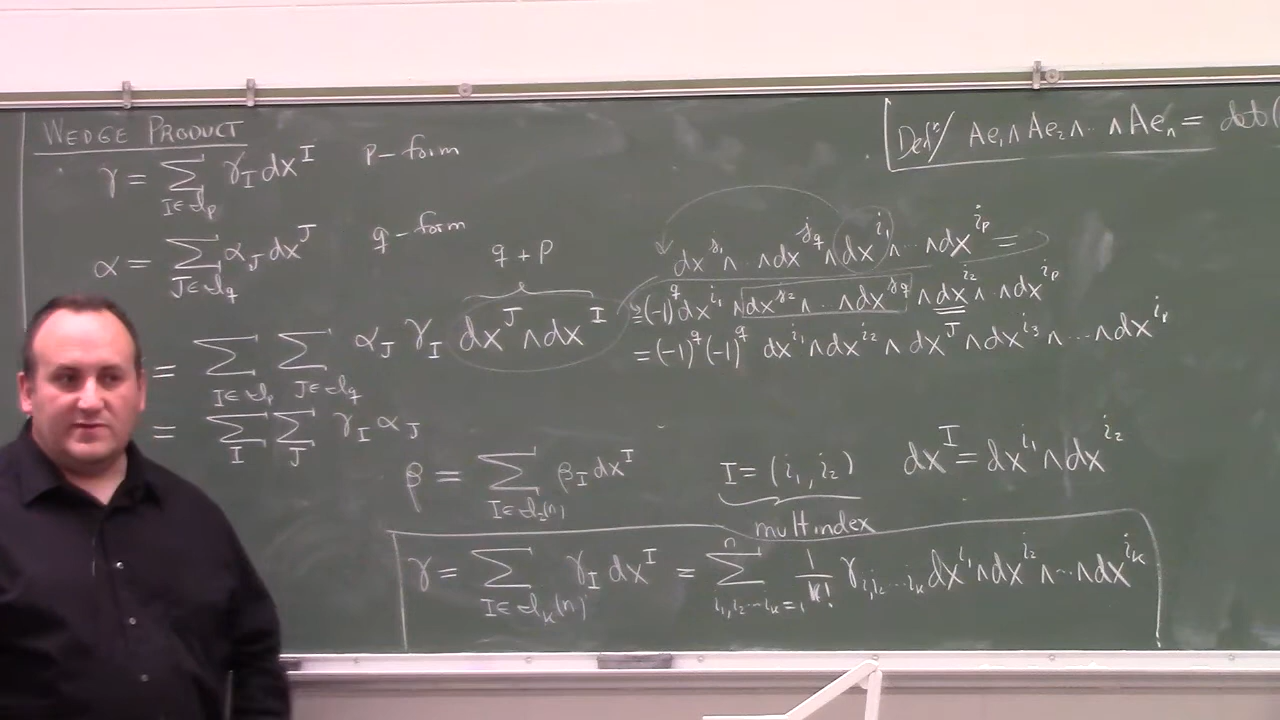 WEDGE PRODUCT
γ = ∑_{I∈𝓘_p} γ_I dx^I p-form
α = ∑_{J∈𝓘_q} α_J dx^J q-form
q + p
= ∑_{I∈𝓘_p} ∑_{J∈𝓘_q} α_J γ_I dx^J ∧ dx^I
= ∑_I ∑_J γ_I α_J
Defn/ Ae_1 ∧ Ae_2 ∧ ·· ∧ Ae_n = det(
dx^{j_1} ∧ ·· ∧ dx^{j_q} ∧ dx^{i_1} ∧ ·· ∧ dx^{i_p} =
= (-1)^q dx^{i_1} ∧ dx^{j_2} ∧ ·· ∧ dx^{j_q} ∧ dx^{i_2} ∧ ·· ∧ dx^{i_p}
= (-1)^q (-1)^q dx^{i_1} ∧ dx^{i_2} ∧ dx^J ∧ dx^{i_3} ∧ ··· ∧ dx^{i_p}
β = ∑_{I∈𝓘_2(n)} β_I dx^I I = (i_1, i_2) dx^I = dx^{i_1} ∧ dx^{i_2}
multindex
γ = ∑_{I∈𝓘_k(n)} γ_I dx^I = ∑_{i_1,i_2···i_k=1}^n 1/k! γ_{i_1i_2···i_k} dx^{i_1} ∧ dx^{i_2} ∧ ··· ∧ dx^{i_k}